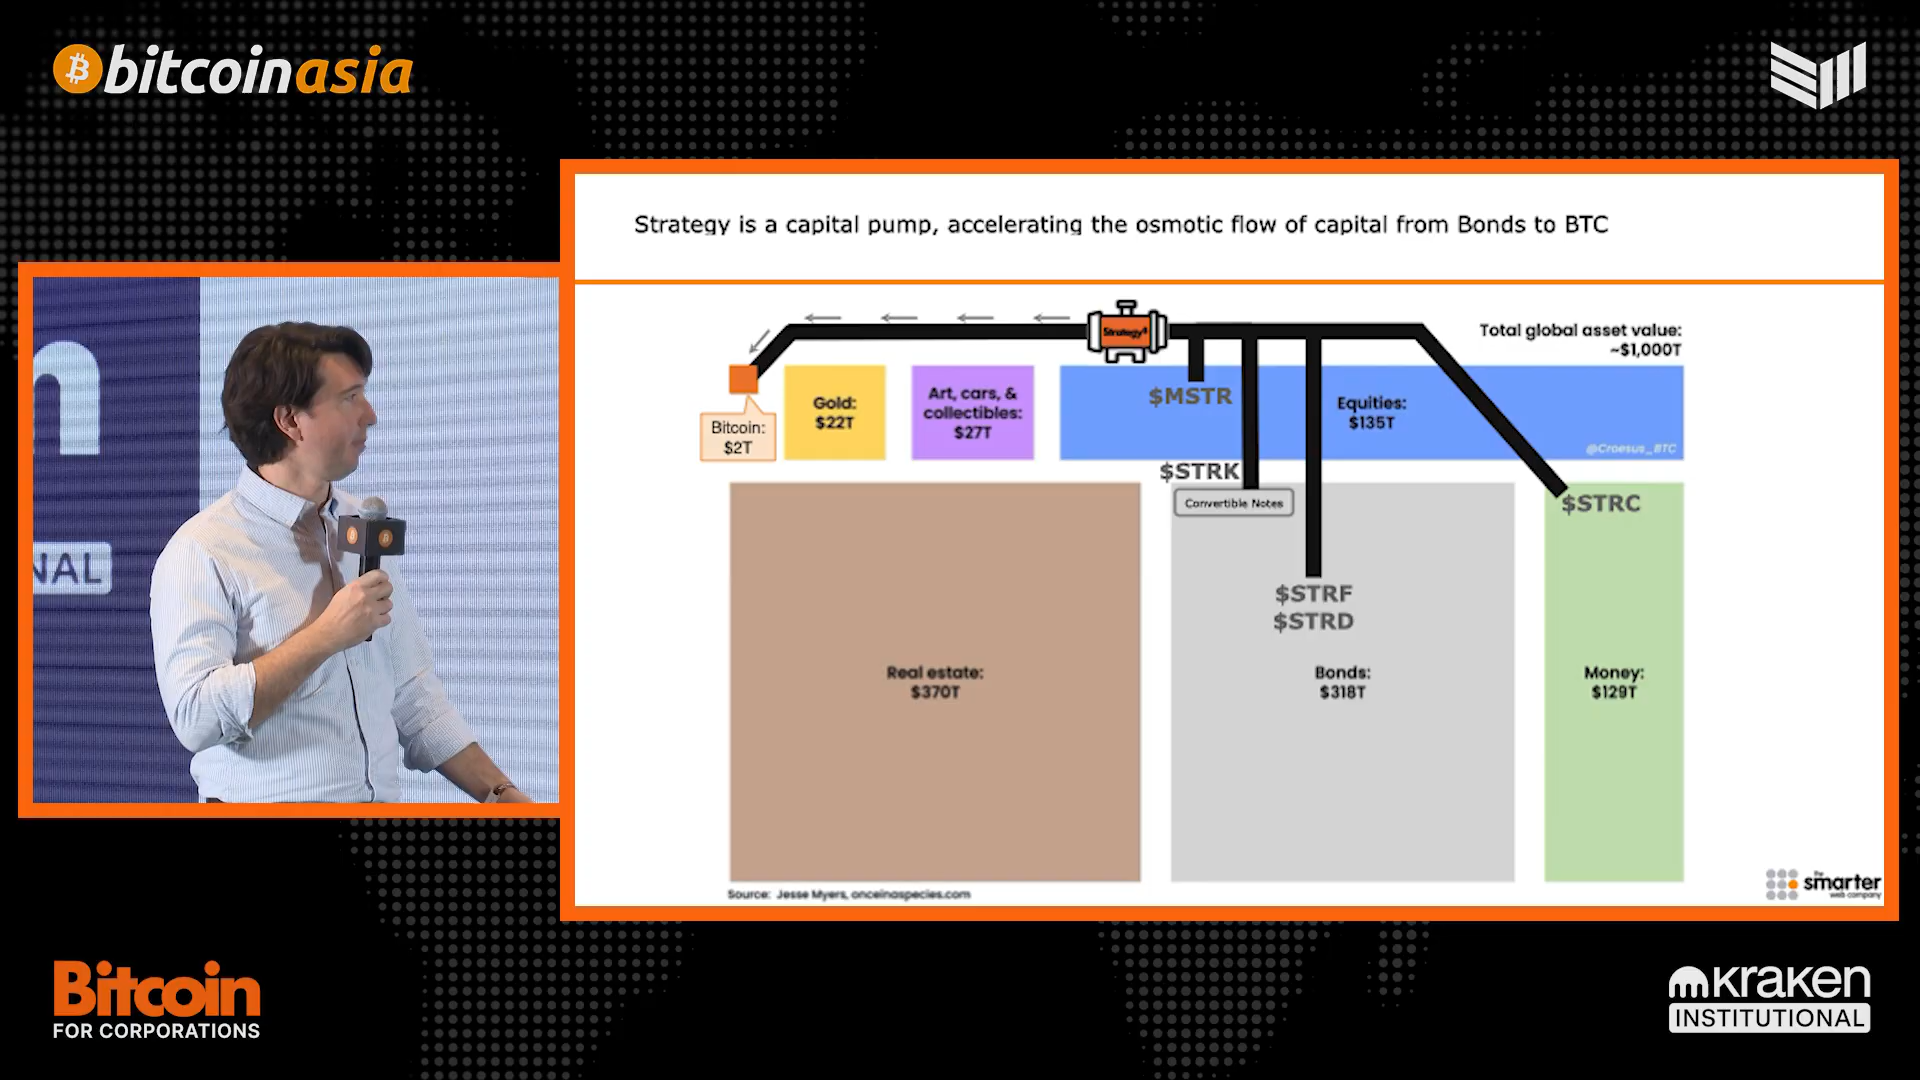 bitcoinasia
Strategy is a capital pump, accelerating the osmotic flow of capital from Bonds to BTC
Strategy
Total global asset value:
~$1,000T
Bitcoin:
$2T
Gold:
$22T
Art, cars, &
collectibles:
$27T
$MSTR
Equities:
$135T
@Croesus_BTC
$STRK
Convertible Notes
$STRC
$STRF
$STRD
Real estate:
$370T
Bonds:
$318T
Money:
$129T
Source: Jesse Myers, onceinaspecies.com
the
smarter
web company
n
NAL
Bitcoin
FOR CORPORATIONS
kraken
INSTITUTIONAL